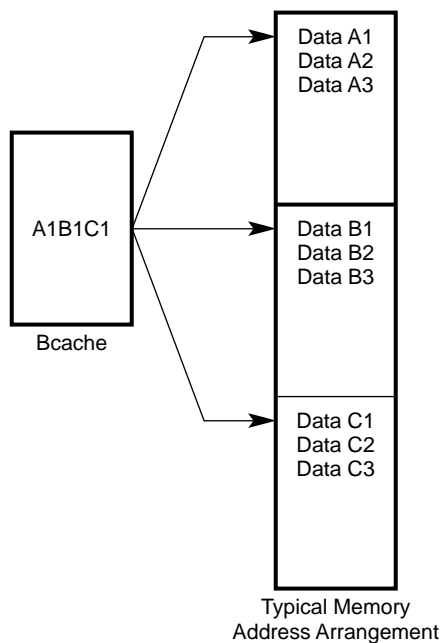 A1B1C1
Bcache
Data A1
Data A2
Data A3
Data B1
Data B2
Data B3
Data C1
Data C2
Data C3
Typical Memory
Address Arrangement